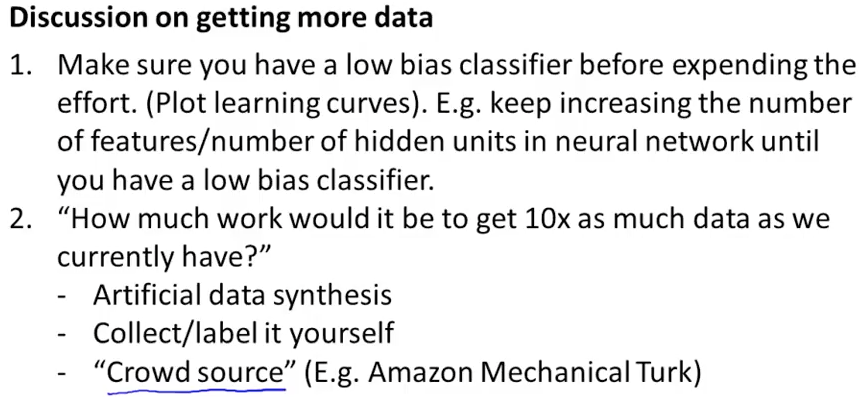 Discussion on getting more data
1. Make sure you have a low bias classifier before expending the
effort. (Plot learning curves). E.g. keep increasing the number
of features/number of hidden units in neural network until
you have a low bias classifier.
2. “How much work would it be to get 10x as much data as we
currently have?”
- Artificial data synthesis
- Collect/label it yourself
- “Crowd source” (E.g. Amazon Mechanical Turk)